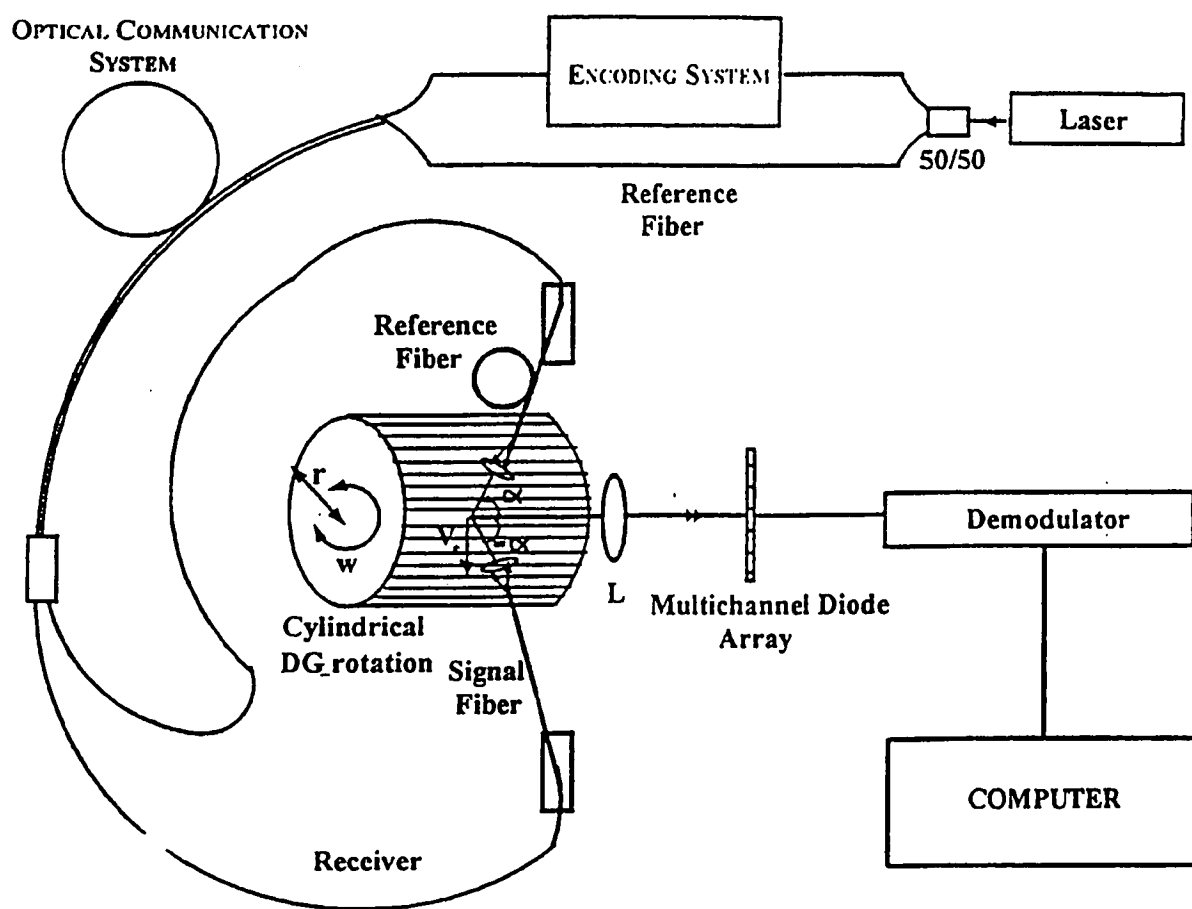 OPTICAL COMMUNICATION
SYSTEM
ENCODING SYSTEM
Laser
50/50
Reference
Fiber
Reference
Fiber
r
w
α
V_r
-α
L
Cylindrical
DG_rotation
Signal
Fiber
Multichannel Diode
Array
Demodulator
COMPUTER
Receiver